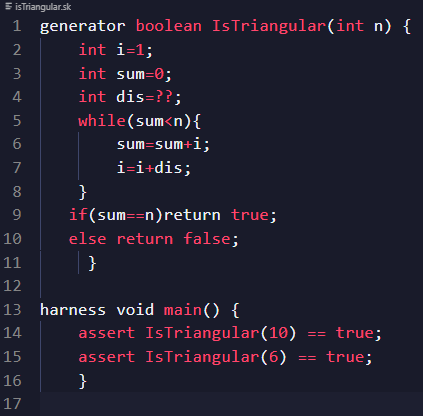 isTriangular.sk
1 generator boolean IsTriangular(int n) {
2     int i=1;
3     int sum=0;
4     int dis=??;
5     while(sum<n){
6         sum=sum+i;
7         i=i+dis;
8     }
9    if(sum==n)return true;
10    else return false;
11      }
12
13 harness void main() {
14     assert IsTriangular(10) == true;
15     assert IsTriangular(6) == true;
16     }
17